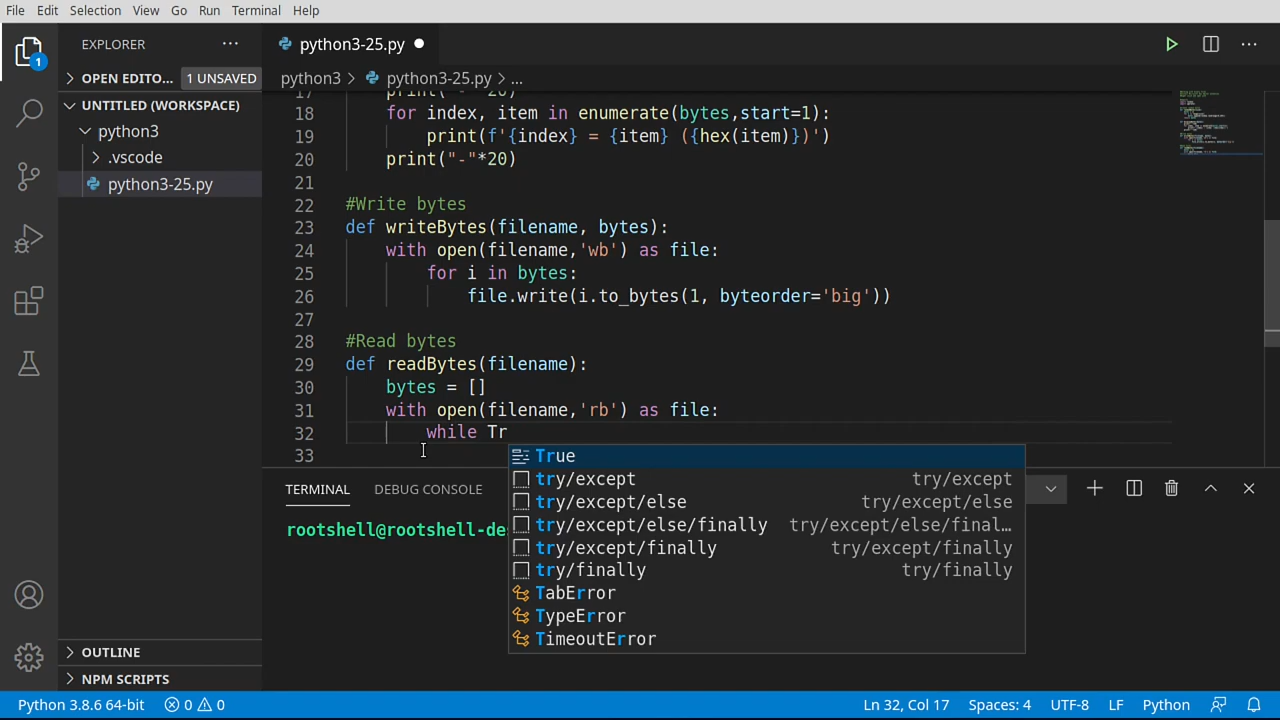 File Edit Selection View Go Run Terminal Help
EXPLORER
python3-25.py
OPEN EDITO... 1 UNSAVED
python3 > python3-25.py > ...
UNTITLED (WORKSPACE)
python3
.vscode
python3-25.py
17 print("-"*20)
18 for index, item in enumerate(bytes,start=1):
19 print(f'{index} = {item} ({hex(item)})')
20 print("-"*20)
21
22 #Write bytes
23 def writeBytes(filename, bytes):
24 with open(filename,'wb') as file:
25 for i in bytes:
26 file.write(i.to_bytes(1, byteorder='big'))
27
28 #Read bytes
29 def readBytes(filename):
30 bytes = []
31 with open(filename,'rb') as file:
32 while Tr
33
True
try/except try/except
try/except/else try/except/else
try/except/else/finally try/except/else/final...
try/except/finally try/except/finally
try/finally try/finally
TabError
TypeError
TimeoutError
TERMINAL DEBUG CONSOLE
rootshell@rootshell-de
1
OUTLINE
NPM SCRIPTS
Python 3.8.6 64-bit 0 0 Ln 32, Col 17 Spaces: 4 UTF-8 LF Python